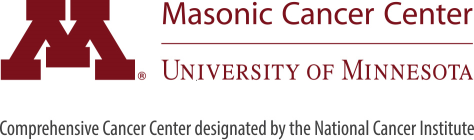 M®
Masonic Cancer Center
UNIVERSITY OF MINNESOTA
Comprehensive Cancer Center designated by the National Cancer Institute